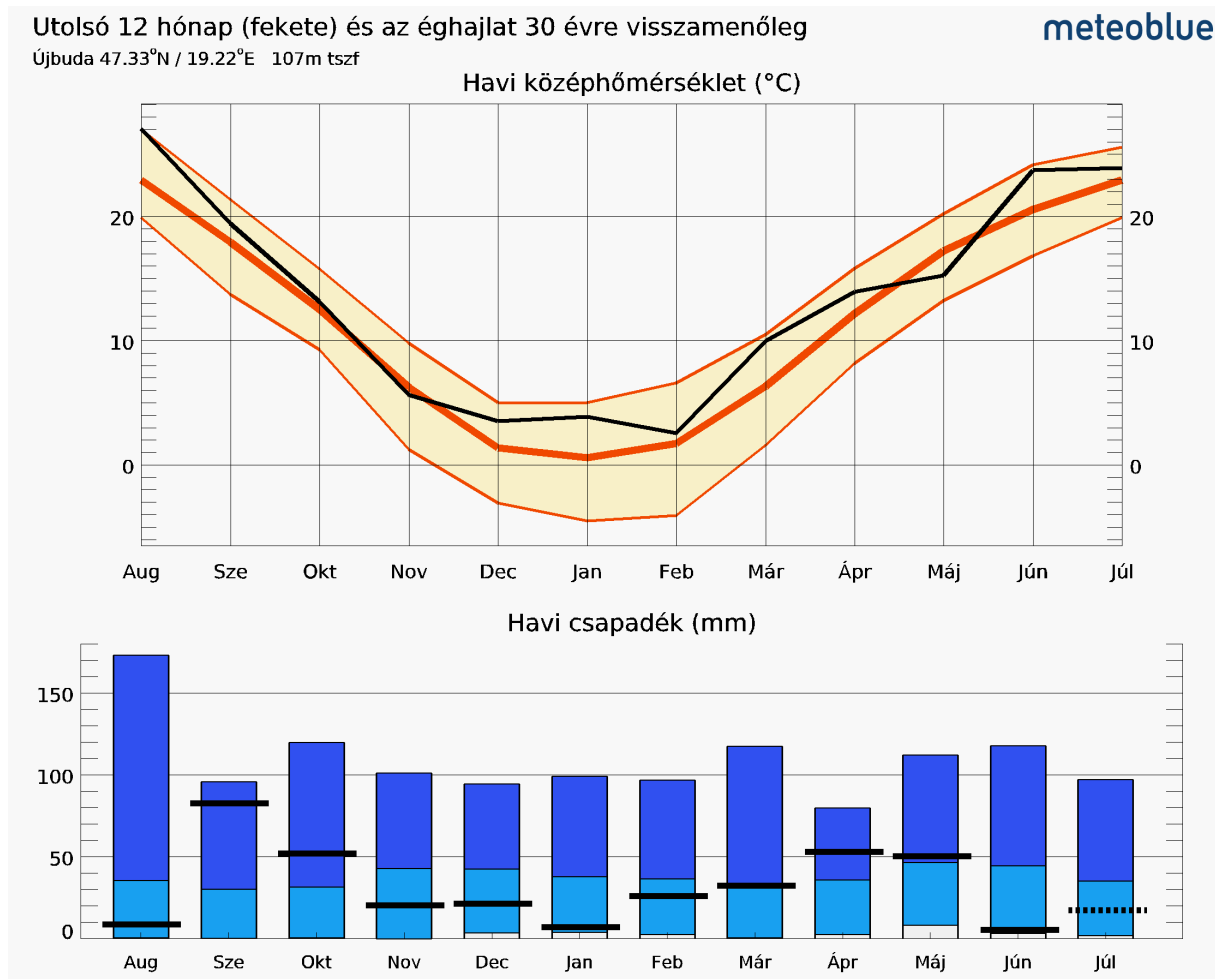 Utolsó 12 hónap (fekete) és az éghajlat 30 évre visszamenőleg
meteoblue
Újbuda 47.33°N / 19.22°E 107m tszf
Havi középhőmérséklet (°C)
20 20
10 10
0 0
Aug Sze Okt Nov Dec Jan Feb Már Ápr Máj Jún Júl
Havi csapadék (mm)
150
100
50
0
Aug Sze Okt Nov Dec Jan Feb Már Ápr Máj Jún Júl